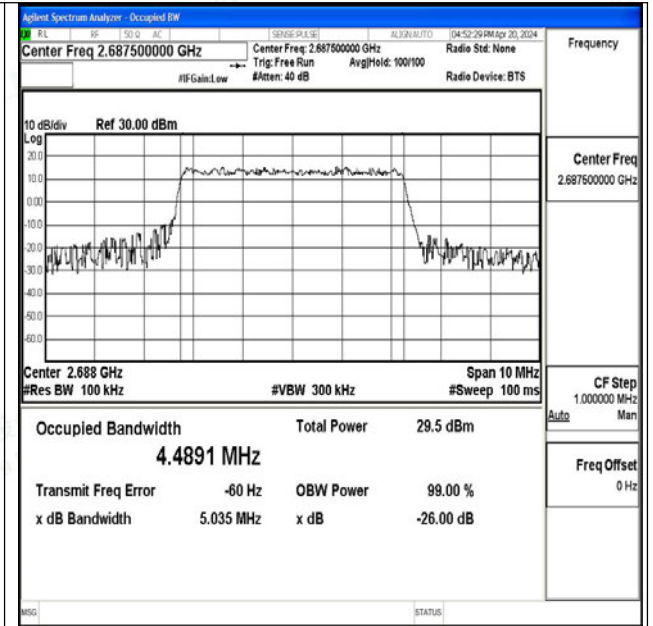 Agilent Spectrum Analyzer - Occupied BW
RL RF 50 Ω AC SENSE:PULSE ALIGN AUTO 04:52:29 PM Apr 20, 2024
Center Freq 2.687500000 GHz
Center Freq: 2.687500000 GHz
Radio Std: None
Trig: Free Run Avg|Hold: 100/100
#IFGain:Low #Atten: 40 dB Radio Device: BTS
Frequency
10 dB/div Ref 30.00 dBm
Log
20.0
10.0
0.00
-10.0
-20.0
-30.0
-40.0
-50.0
-60.0
Center 2.688 GHz Span 10 MHz
#Res BW 100 kHz #VBW 300 kHz #Sweep 100 ms
Occupied Bandwidth Total Power 29.5 dBm
4.4891 MHz
Transmit Freq Error -60 Hz OBW Power 99.00 %
x dB Bandwidth 5.035 MHz x dB -26.00 dB
Center Freq
2.687500000 GHz
CF Step
1.000000 MHz
Auto Man
Freq Offset
0 Hz
MSG STATUS